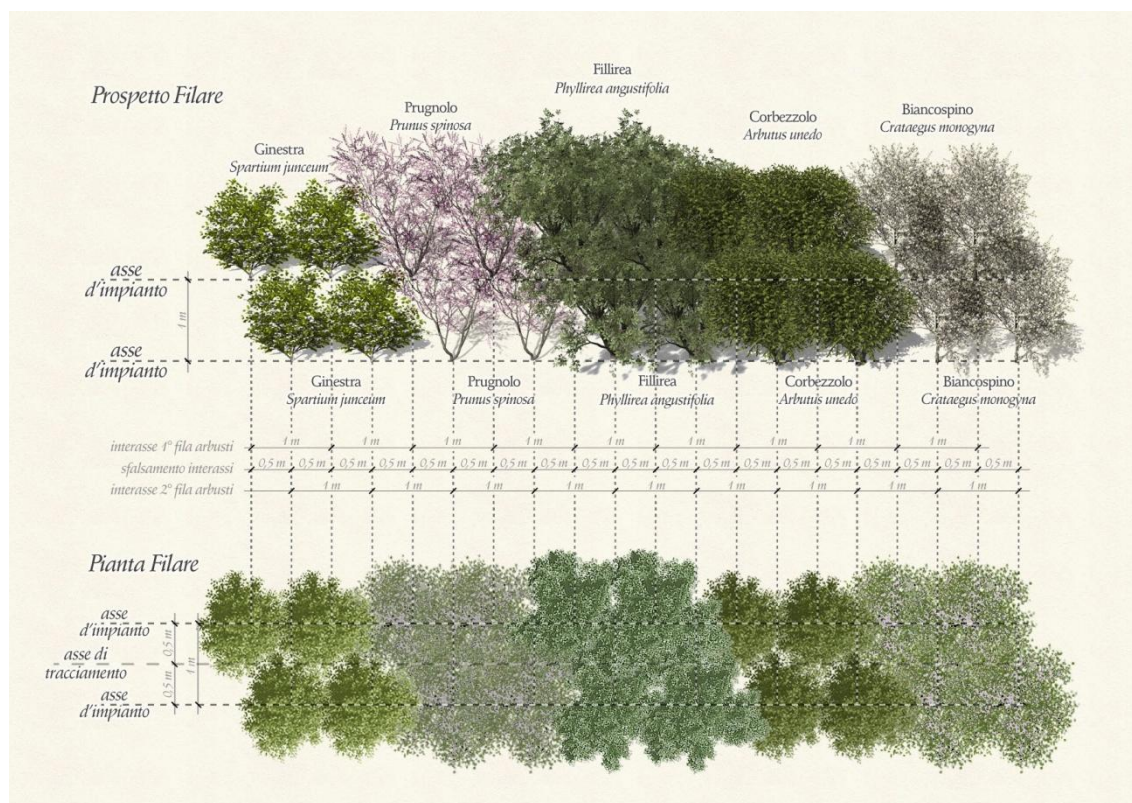 Prospetto Filare
Fillirea
Phyllirea angustifolia
Prugnolo
Prunus spinosa
Corbezzolo
Arbutus unedo
Biancospino
Crataegus monogyna
Ginestra
Spartium junceum
asse
d'impianto
1 m
asse
d'impianto
Ginestra
Spartium junceum
Prugnolo
Prunus spinosa
Fillirea
Phyllirea angustifolia
Corbezzolo
Arbutus unedo
Biancospino
Crataegus monogyna
interasse 1° fila arbusti 1 m 1 m 1 m 1 m 1 m 1 m 1 m 1 m 1 m
sfalsamento interassi 0,5 m 0,5 m 0,5 m 0,5 m 0,5 m 0,5 m 0,5 m 0,5 m 0,5 m 0,5 m 0,5 m 0,5 m 0,5 m 0,5 m 0,5 m 0,5 m 0,5 m 0,5 m 0,5 m
interasse 2° fila arbusti 1 m 1 m 1 m 1 m 1 m 1 m 1 m 1 m 1 m
Pianta Filare
asse
d'impianto
0,5 m
1 m
asse di
tracciamento
0,5 m
asse
d'impianto